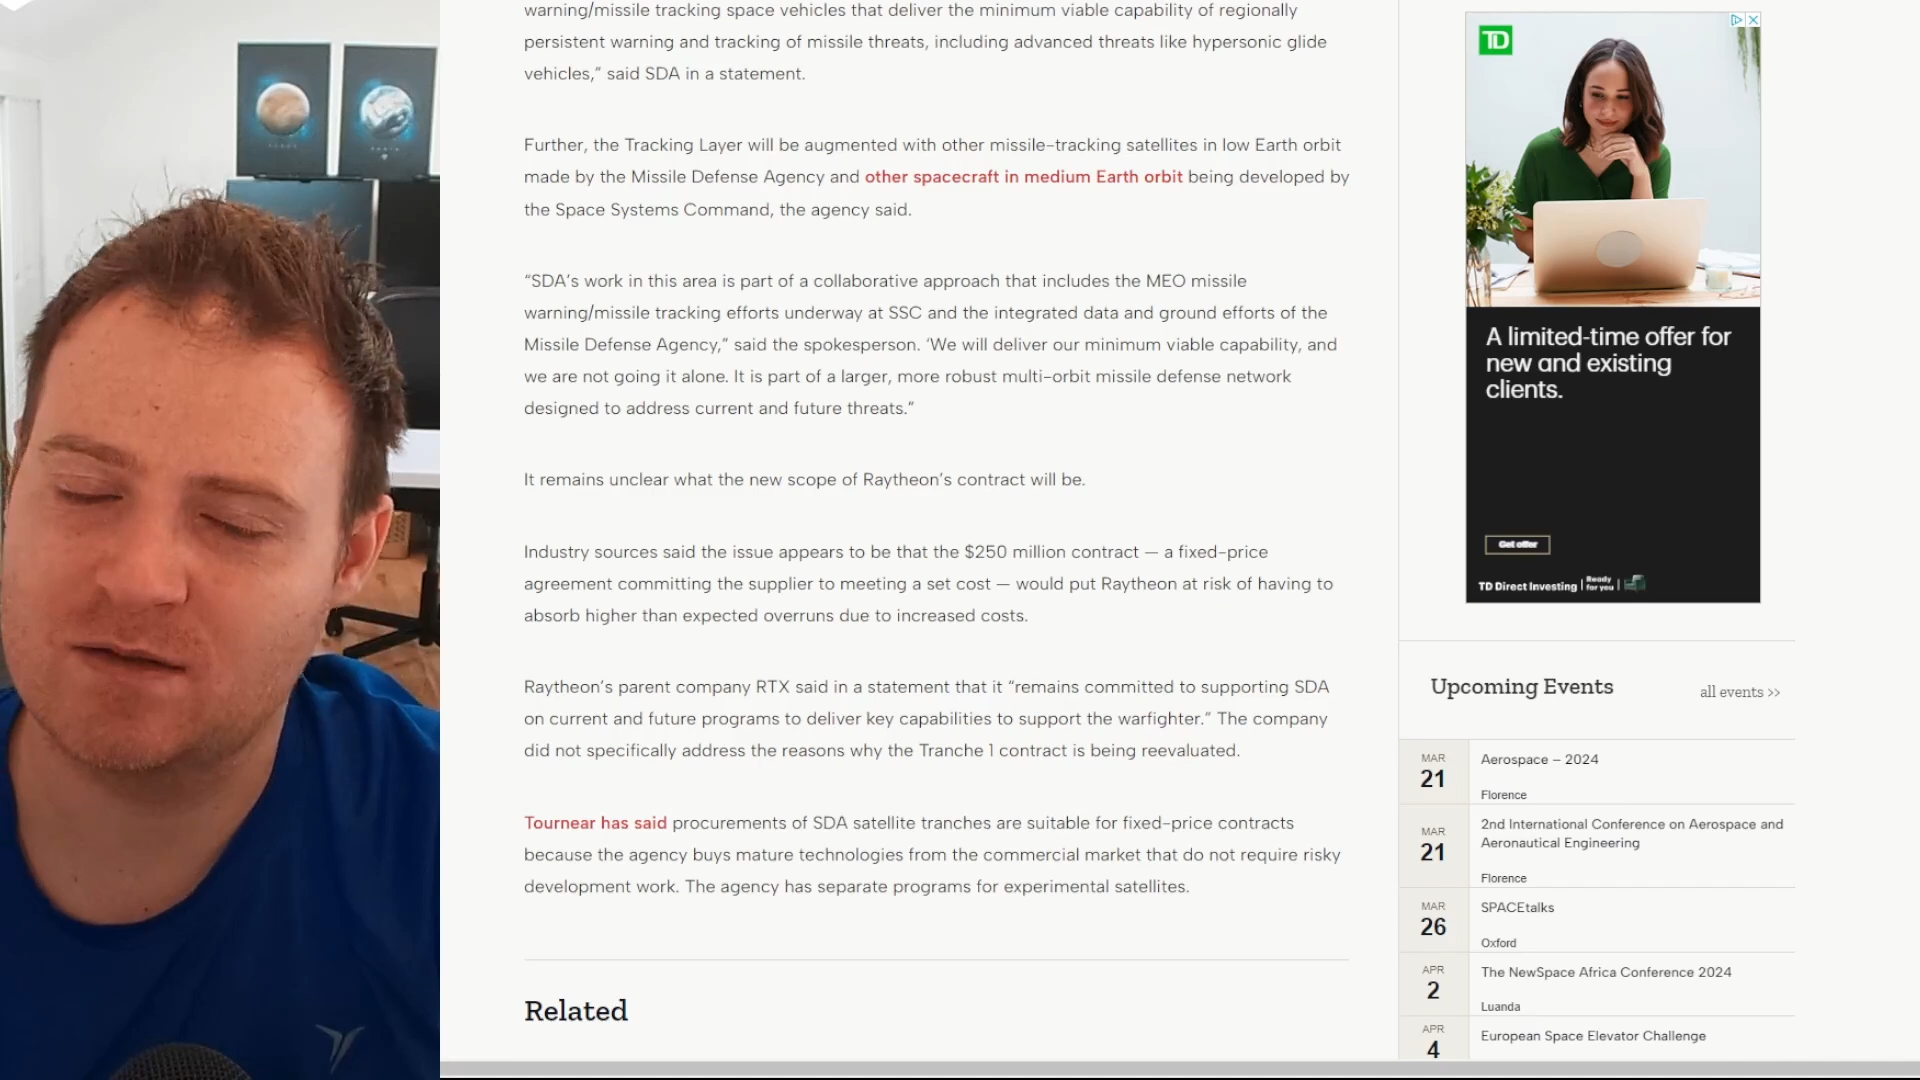 warning/missile tracking space vehicles that deliver the minimum viable capability of regionally
persistent warning and tracking of missile threats, including advanced threats like hypersonic glide
vehicles,” said SDA in a statement.
Further, the Tracking Layer will be augmented with other missile-tracking satellites in low Earth orbit
made by the Missile Defense Agency and other spacecraft in medium Earth orbit being developed by
the Space Systems Command, the agency said.
“SDA’s work in this area is part of a collaborative approach that includes the MEO missile
warning/missile tracking efforts underway at SSC and the integrated data and ground efforts of the
Missile Defense Agency,” said the spokesperson. ‘We will deliver our minimum viable capability, and
we are not going it alone. It is part of a larger, more robust multi-orbit missile defense network
designed to address current and future threats.”
It remains unclear what the new scope of Raytheon’s contract will be.
Industry sources said the issue appears to be that the $250 million contract — a fixed-price
agreement committing the supplier to meeting a set cost — would put Raytheon at risk of having to
absorb higher than expected overruns due to increased costs.
Raytheon’s parent company RTX said in a statement that it “remains committed to supporting SDA
on current and future programs to deliver key capabilities to support the warfighter.” The company
did not specifically address the reasons why the Tranche 1 contract is being reevaluated.
Tournear has said procurements of SDA satellite tranches are suitable for fixed-price contracts
because the agency buys mature technologies from the commercial market that do not require risky
development work. The agency has separate programs for experimental satellites.
Related
TD
A limited-time offer for
new and existing
clients.
Get offer
TD Direct Investing
Ready
for you
Upcoming Events
all events >>
MAR
21
Aerospace – 2024
Florence
MAR
21
2nd International Conference on Aerospace and
Aeronautical Engineering
Florence
MAR
26
SPACEtalks
Oxford
APR
2
The NewSpace Africa Conference 2024
Luanda
APR
4
European Space Elevator Challenge